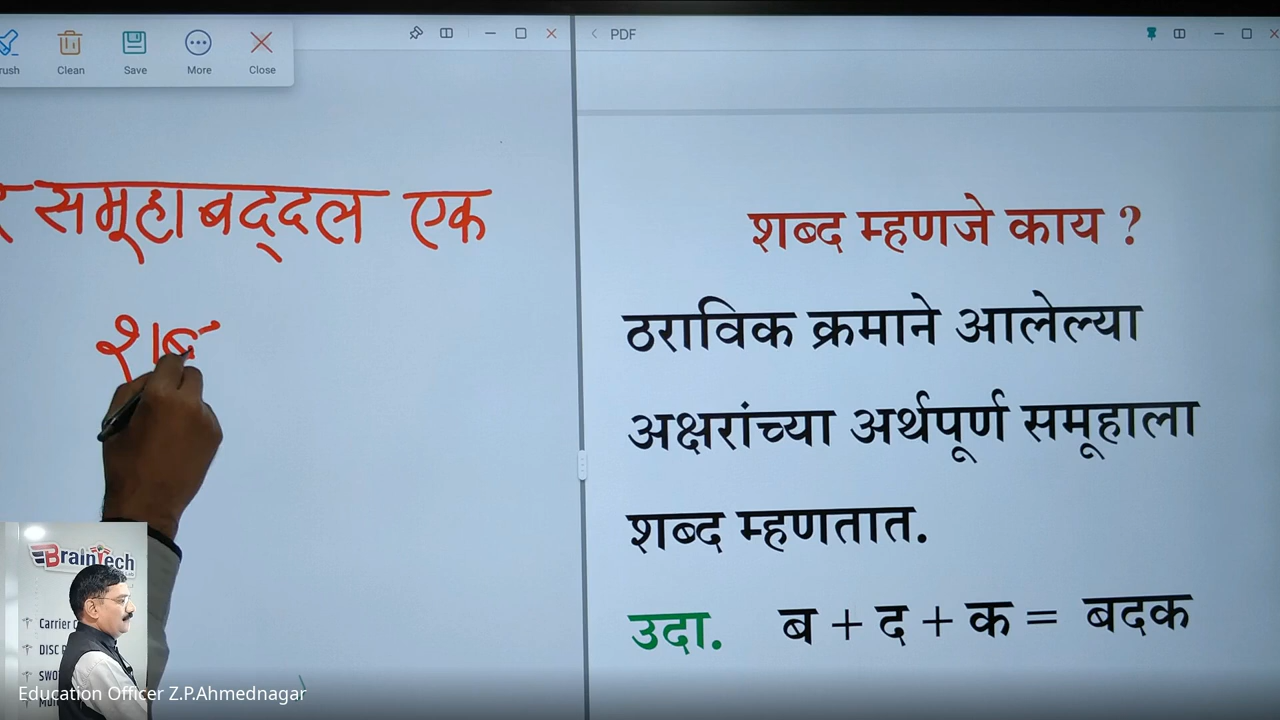 rush Clean Save More Close
PDF
समूहाबद्दल एक
शब्द म्हणजे काय ?
ठराविक क्रमाने आलेल्या
अक्षरांच्या अर्थपूर्ण समूहाला
शब्द म्हणतात.
उदा. ब + द + क = बदक
BrainTech
Carrier
DISC
SWO
Education Officer Z.P.Ahmednagar